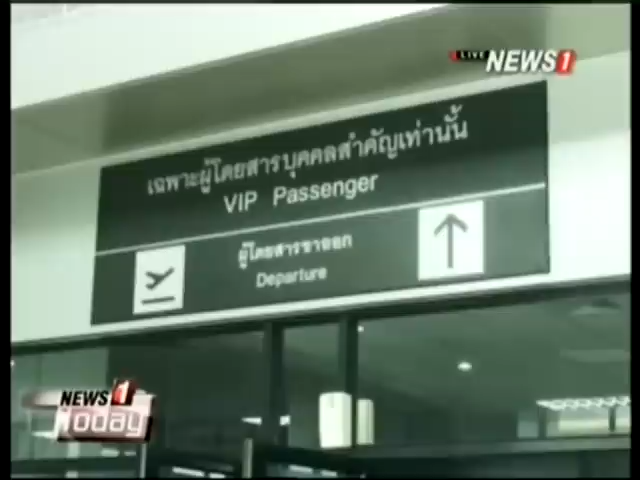 LIVE NEWS1
เฉพาะผู้โดยสารบุคคลสำคัญเท่านั้น
VIP Passenger
ผู้โดยสารขาออก
Departure
NEWS 1
Today